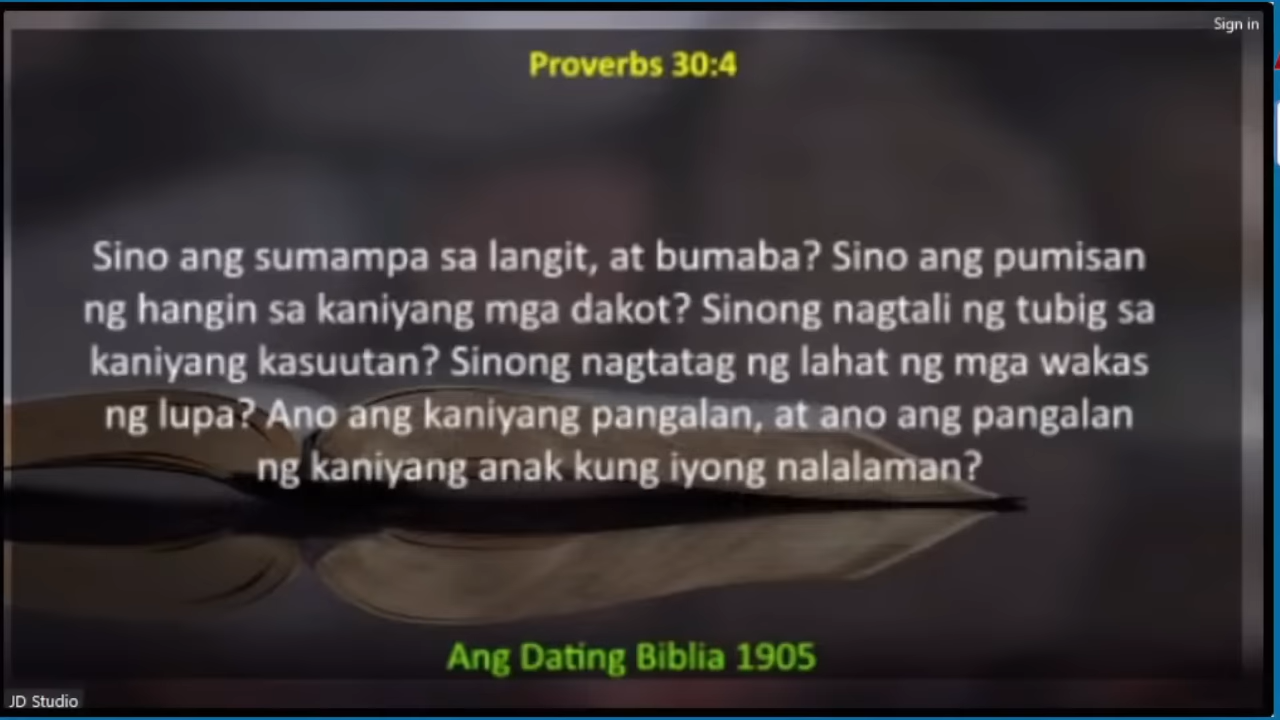 Sign in
Proverbs 30:4
Sino ang sumampa sa langit, at bumaba? Sino ang pumisan
ng hangin sa kaniyang mga dakot? Sinong nagtali ng tubig sa
kaniyang kasuutan? Sinong nagtatag ng lahat ng mga wakas
ng lupa? Ano ang kaniyang pangalan, at ano ang pangalan
ng kaniyang anak kung iyong nalalaman?
Ang Dating Biblia 1905
JD Studio